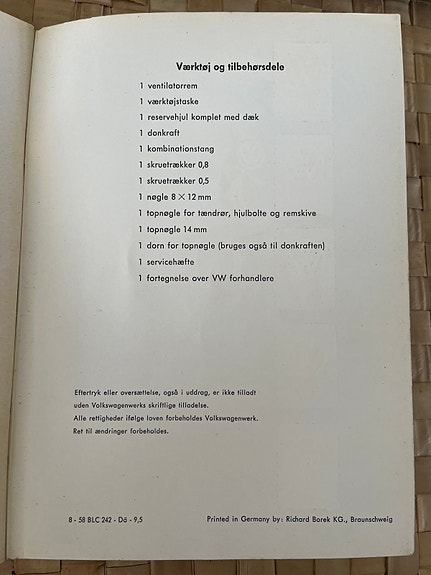 Værktøj og tilbehørsdele
1 ventilatorrem
1 værktøjstaske
1 reservehjul komplet med dæk
1 donkraft
1 kombinationstang
1 skruetrækker 0,8
1 skruetrækker 0,5
1 nøgle 8 × 12 mm
1 topnøgle for tændrør, hjulbolte og remskive
1 topnøgle 14 mm
1 dorn for topnøgle (bruges også til donkraften)
1 servicehæfte
1 fortegnelse over VW forhandlere
Eftertryk eller oversættelse, også i uddrag, er ikke tilladt
uden Volkswagenwerks skriftlige tilladelse.
Alle rettigheder ifølge loven forbeholdes Volkswagenwerk.
Ret til ændringer forbeholdes.
8 - 58 BLC 242 - Dä - 9,5
Printed in Germany by: Richard Borek KG., Braunschweig